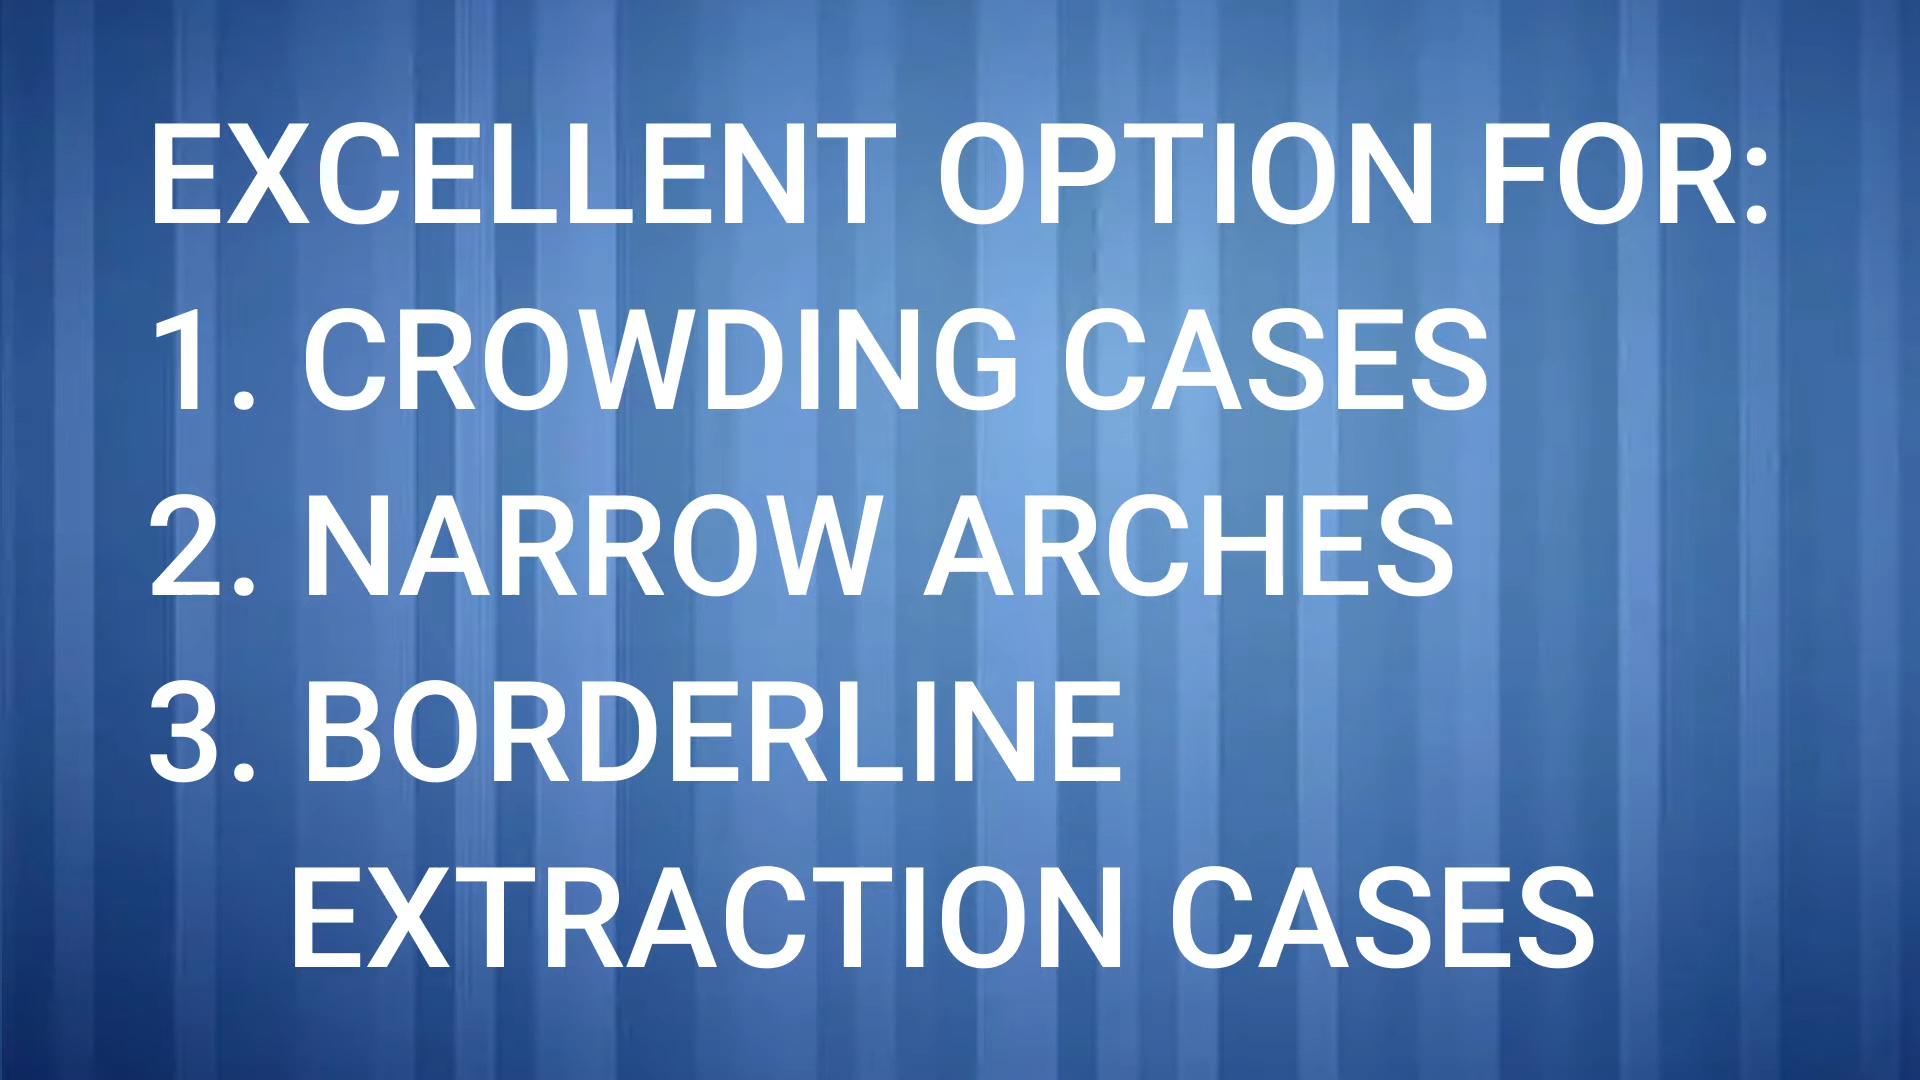 EXCELLENT OPTION FOR:
1. CROWDING CASES
2. NARROW ARCHES
3. BORDERLINE
EXTRACTION CASES